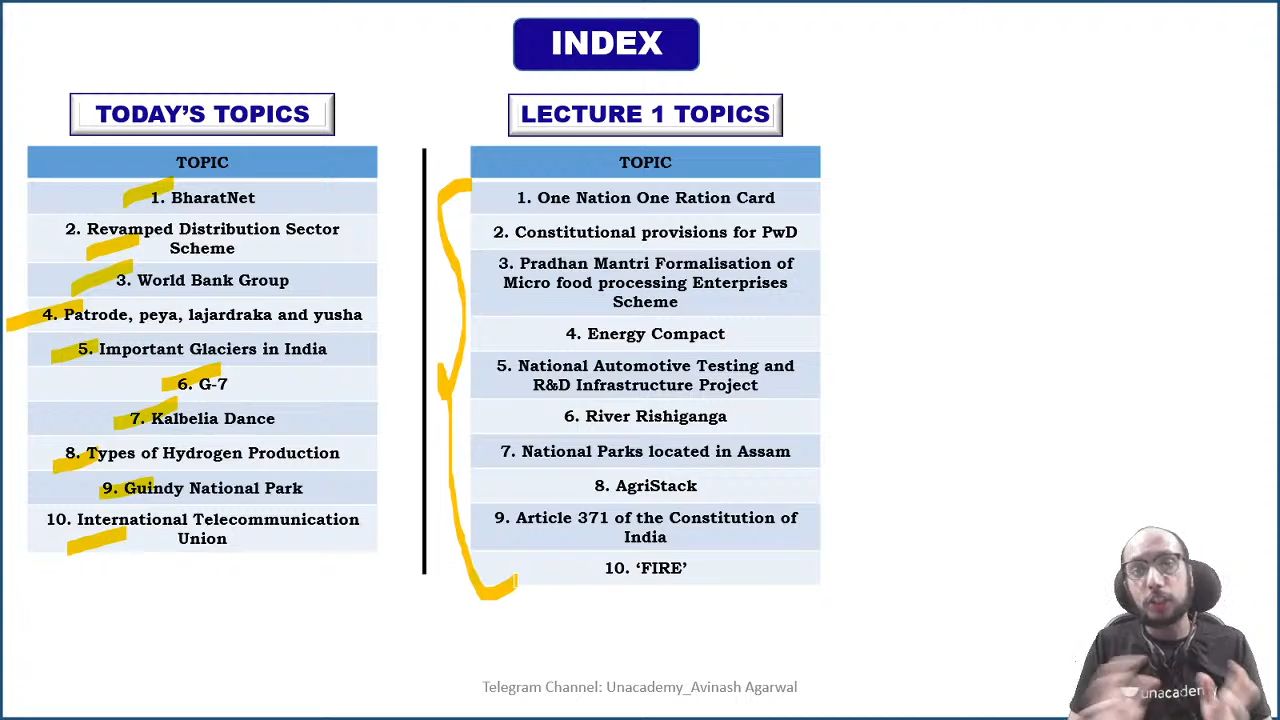 INDEX
TODAY'S TOPICS
TOPIC
1. BharatNet
2. Revamped Distribution Sector
Scheme
3. World Bank Group
4. Patrode, peya, lajardraka and yusha
5. Important Glaciers in India
6. G-7
7. Kalbelia Dance
8. Types of Hydrogen Production
9. Guindy National Park
10. International Telecommunication
Union
LECTURE 1 TOPICS
TOPIC
1. One Nation One Ration Card
2. Constitutional provisions for PwD
3. Pradhan Mantri Formalisation of
Micro food processing Enterprises
Scheme
4. Energy Compact
5. National Automotive Testing and
R&D Infrastructure Project
6. River Rishiganga
7. National Parks located in Assam
8. AgriStack
9. Article 371 of the Constitution of
India
10. ‘FIRE’
Telegram Channel: Unacademy_Avinash Agarwal
unacademy